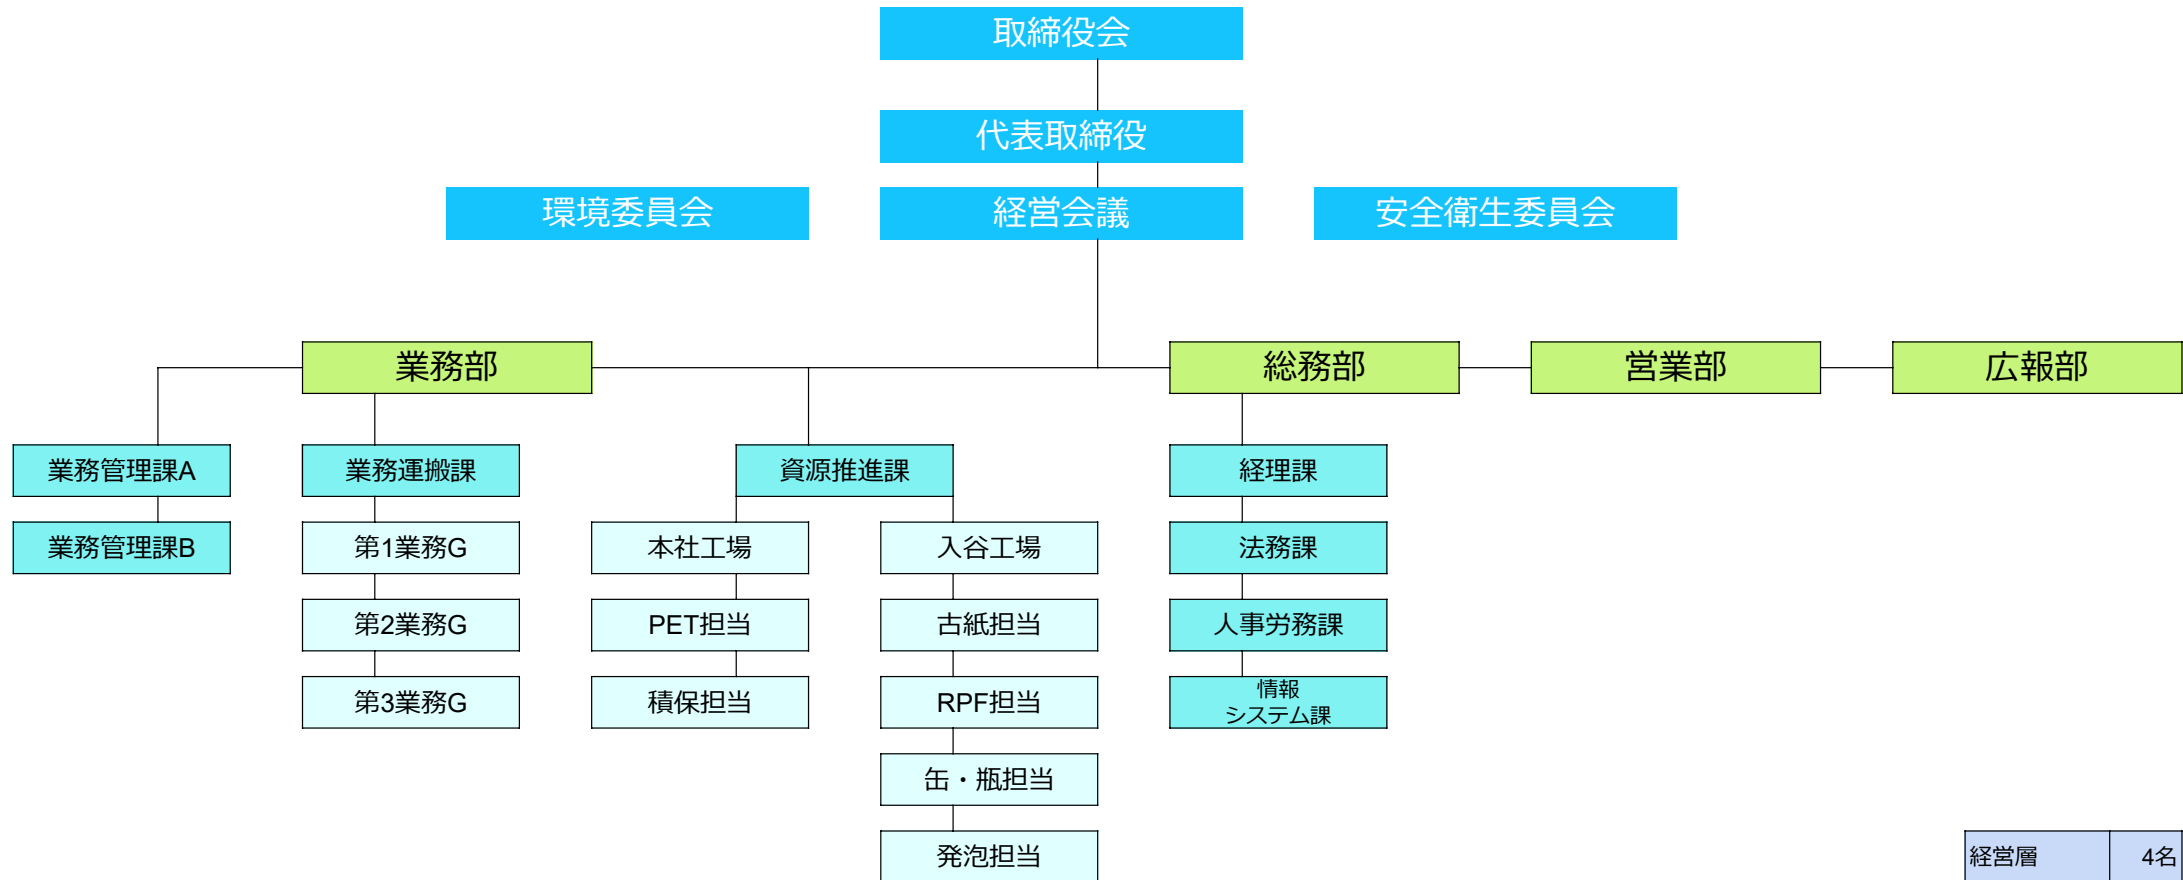 取締役会
代表取締役
環境委員会
経営会議
安全衛生委員会
業務部
総務部
営業部
広報部
業務管理課A
業務運搬課
資源推進課
経理課
業務管理課B
第1業務G
本社工場
入谷工場
法務課
第2業務G
PET担当
古紙担当
人事労務課
第3業務G
積保担当
RPF担当
情報
システム課
缶・瓶担当
発泡担当
経営層 4名